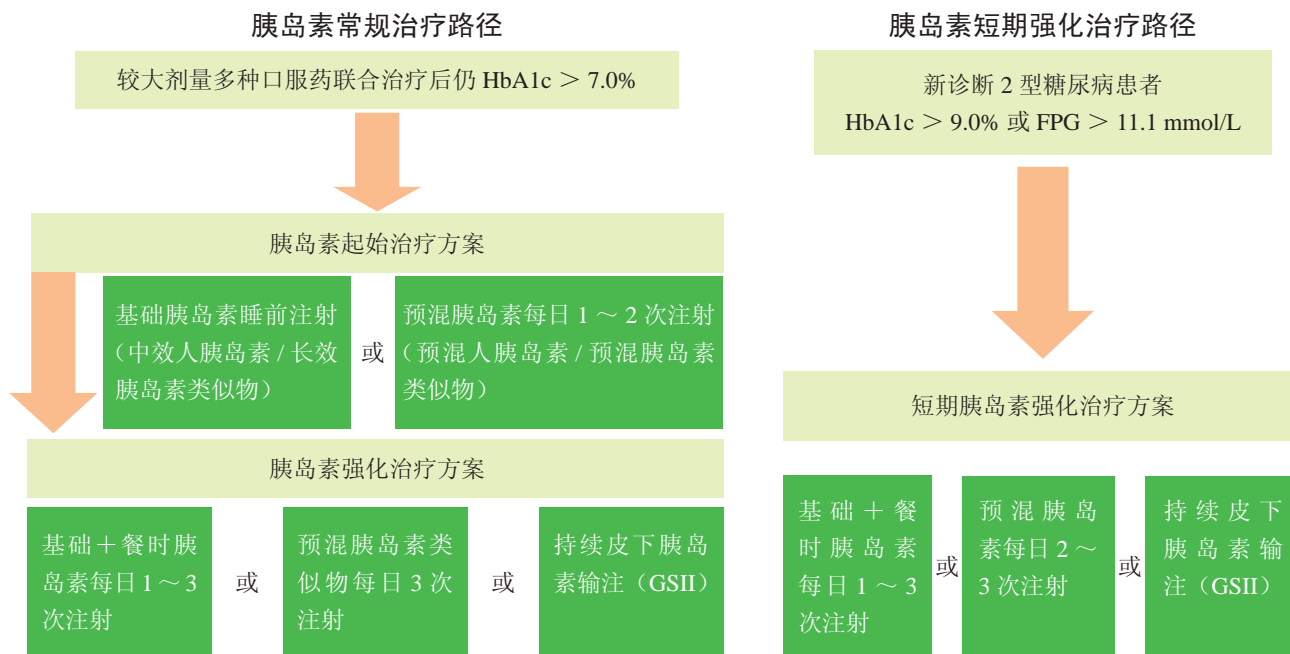 胰岛素常规治疗路径
较大剂量多种口服药联合治疗后仍 HbA1c ＞ 7.0%
胰岛素起始治疗方案
基础胰岛素睡前注射
（中效人胰岛素 / 长效
胰岛素类似物）
或
预混胰岛素每日 1 ～ 2 次注射
（预混人胰岛素 / 预混胰岛素
类似物）
胰岛素强化治疗方案
基础＋餐时胰
岛素每日 1 ～ 3
次注射
或
预混胰岛素类
似物每日 3 次
注射
或
持续皮下胰岛
素输注（GSII）
胰岛素短期强化治疗路径
新诊断 2 型糖尿病患者
HbA1c ＞ 9.0% 或 FPG ＞ 11.1 mmol/L
短期胰岛素强化治疗方案
基础＋餐
时胰岛素
每日 1 ～ 3
次注射
或
预混胰岛
素每日 2 ～
3 次注射
或
持续皮下
胰岛素输
注（GSII）